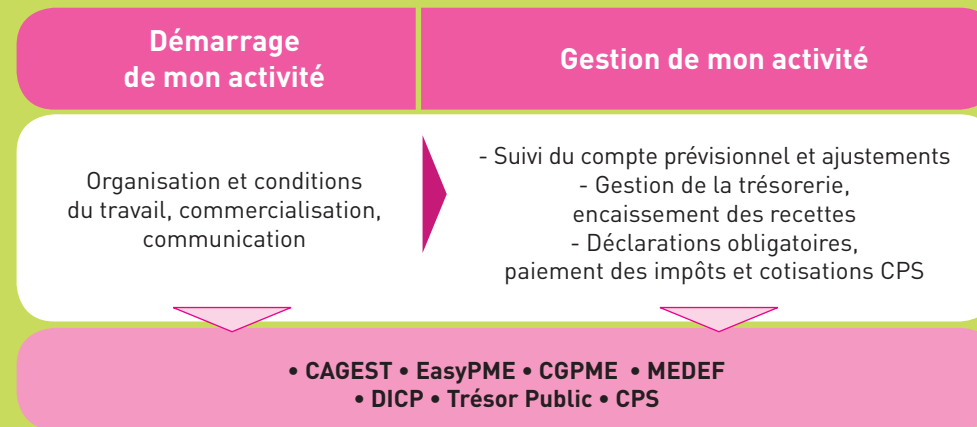 Démarrage
de mon activité
Gestion de mon activité
Organisation et conditions
du travail, commercialisation,
communication
- Suivi du compte prévisionnel et ajustements
- Gestion de la trésorerie,
encaissement des recettes
- Déclarations obligatoires,
paiement des impôts et cotisations CPS
• CAGEST • EasyPME • CGPME • MEDEF
• DICP • Trésor Public • CPS